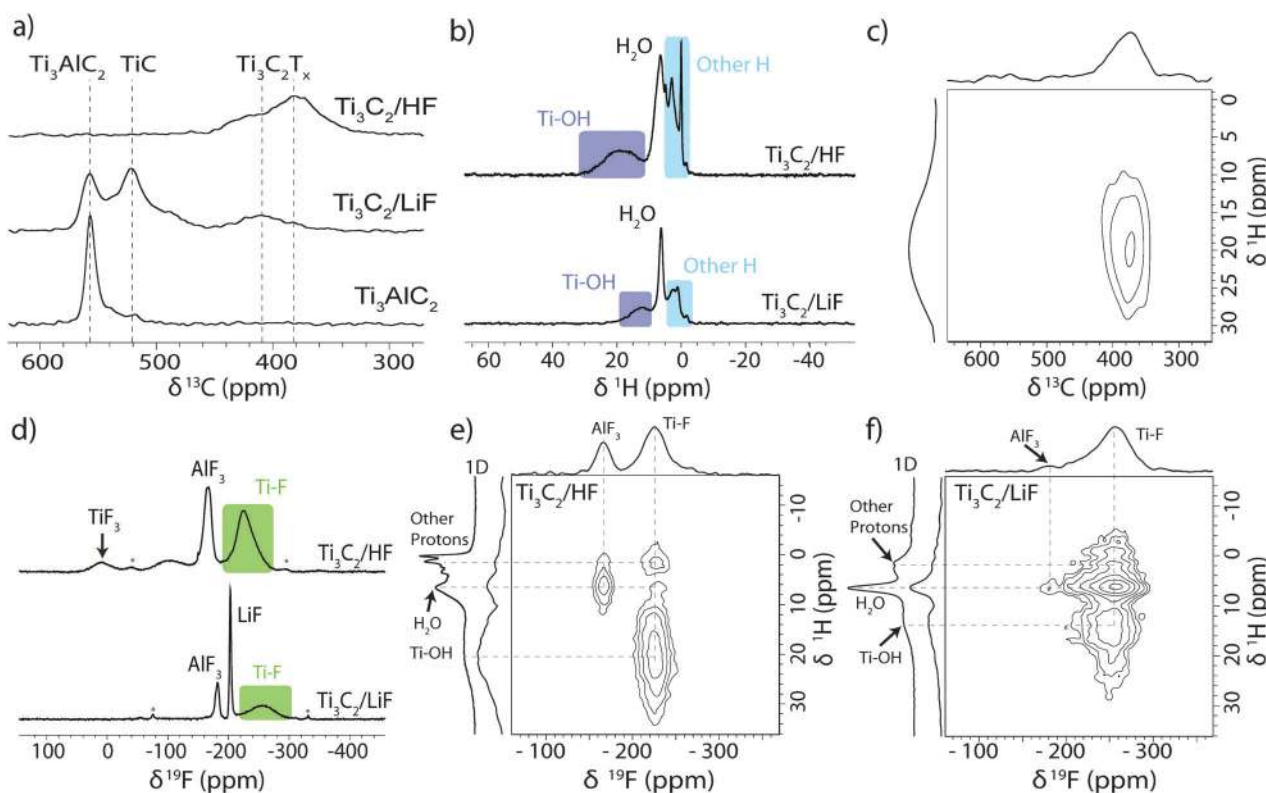 a)
Ti₃AlC₂ TiC Ti₃C₂Tₓ
Ti₃C₂/HF
Ti₃C₂/LiF
Ti₃AlC₂
600 500 400 300
δ ¹³C (ppm)
b)
H₂O
Other H
Ti-OH
Ti₃C₂/HF
H₂O
Ti-OH
Other H
Ti₃C₂/LiF
60 40 20 0 -20 -40
δ ¹H (ppm)
c)
0
5
10
15
20
25
30
δ ¹H (ppm)
600 500 400 300
δ ¹³C (ppm)
d)
AlF₃
Ti-F
TiF₃
*
*
Ti₃C₂/HF
LiF
AlF₃
Ti-F
*
*
Ti₃C₂/LiF
100 0 -100 -200 -300 -400
δ ¹⁹F (ppm)
e)
AlF₃
Ti-F
1D
Ti₃C₂/HF
Other
Protons
H₂O
Ti-OH
-10
0
10
20
30
δ ¹H (ppm)
- 100 -200 -300
δ ¹⁹F (ppm)
f)
AlF₃
Ti-F
1D
Ti₃C₂/LiF
Other
Protons
H₂O
Ti-OH
-10
0
10
20
30
δ ¹H (ppm)
- 100 -200 -300
δ ¹⁹F (ppm)